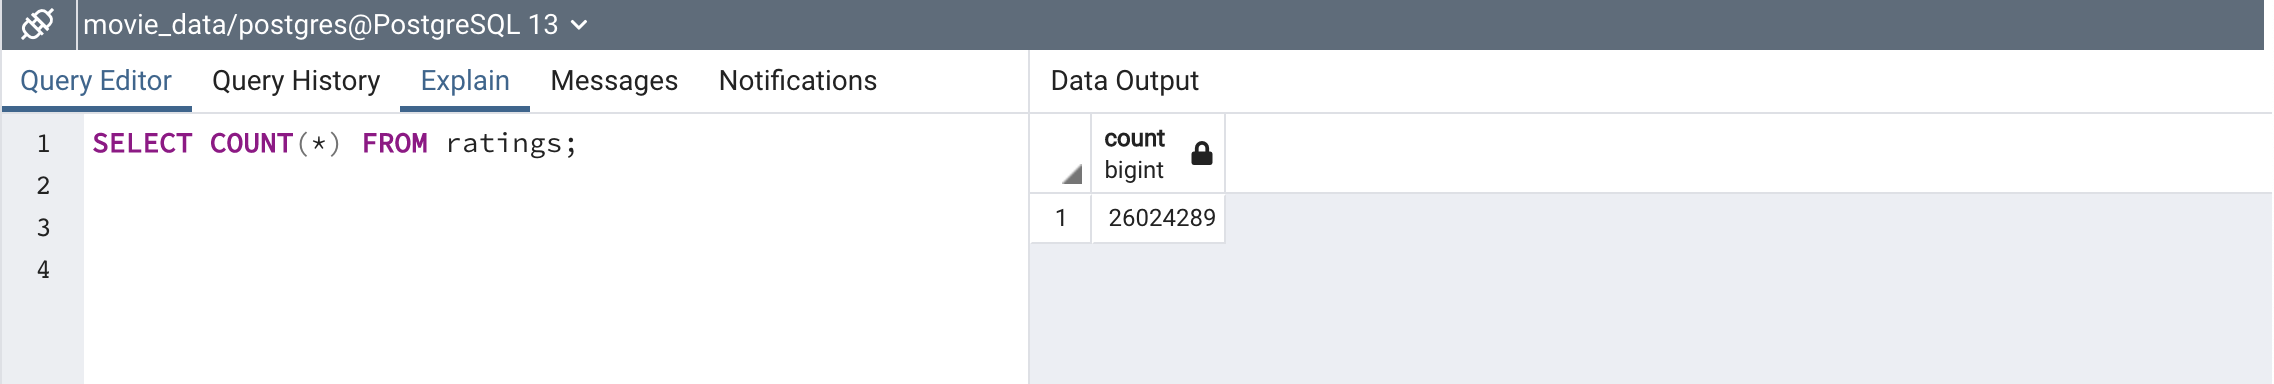 movie_data/postgres@PostgreSQL 13
Query Editor Query History Explain Messages Notifications
1 SELECT COUNT(*) FROM ratings;
2
3
4
Data Output
count
bigint
1 26024289